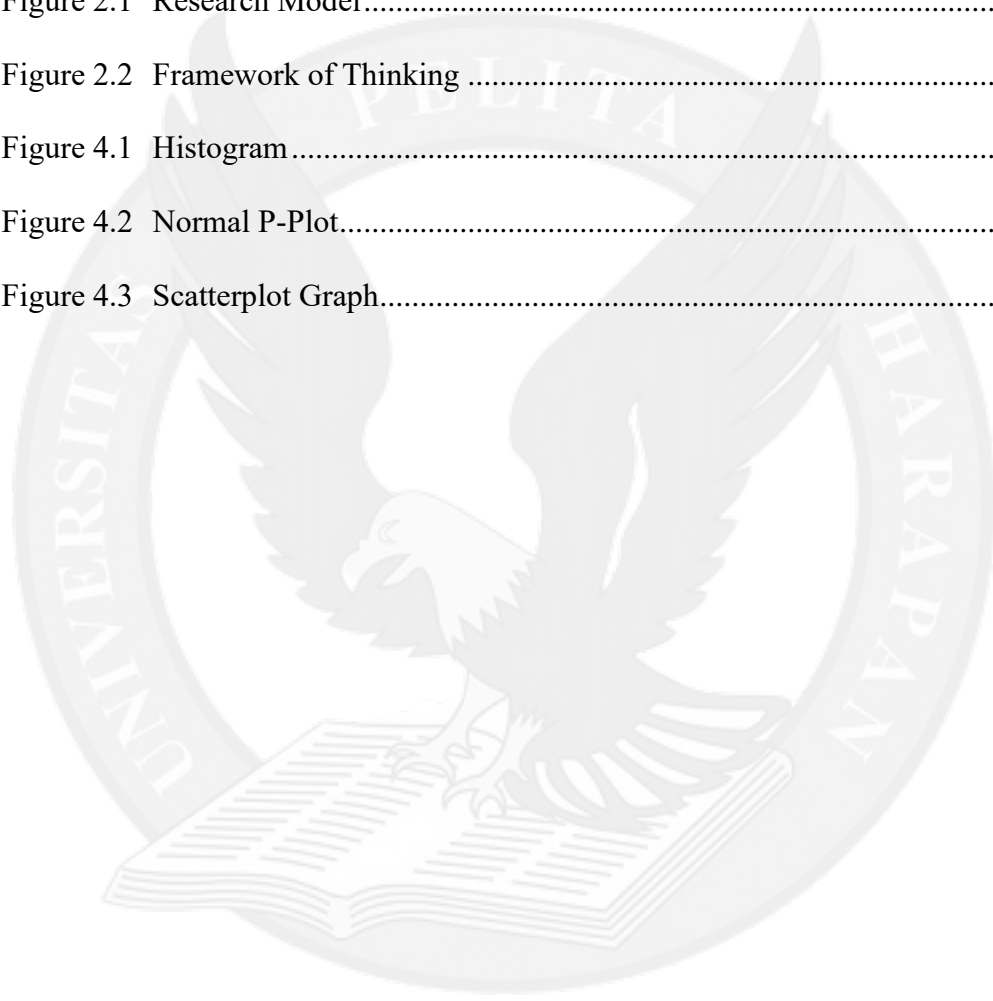 Figure 2.1 Research Model....................................................................
Figure 2.2 Framework of Thinking .........................................................
Figure 4.1 Histogram............................................................................
Figure 4.2 Normal P-Plot.......................................................................
Figure 4.3 Scatterplot Graph..................................................................
UNIVERSITAS PELITA HARAPAN